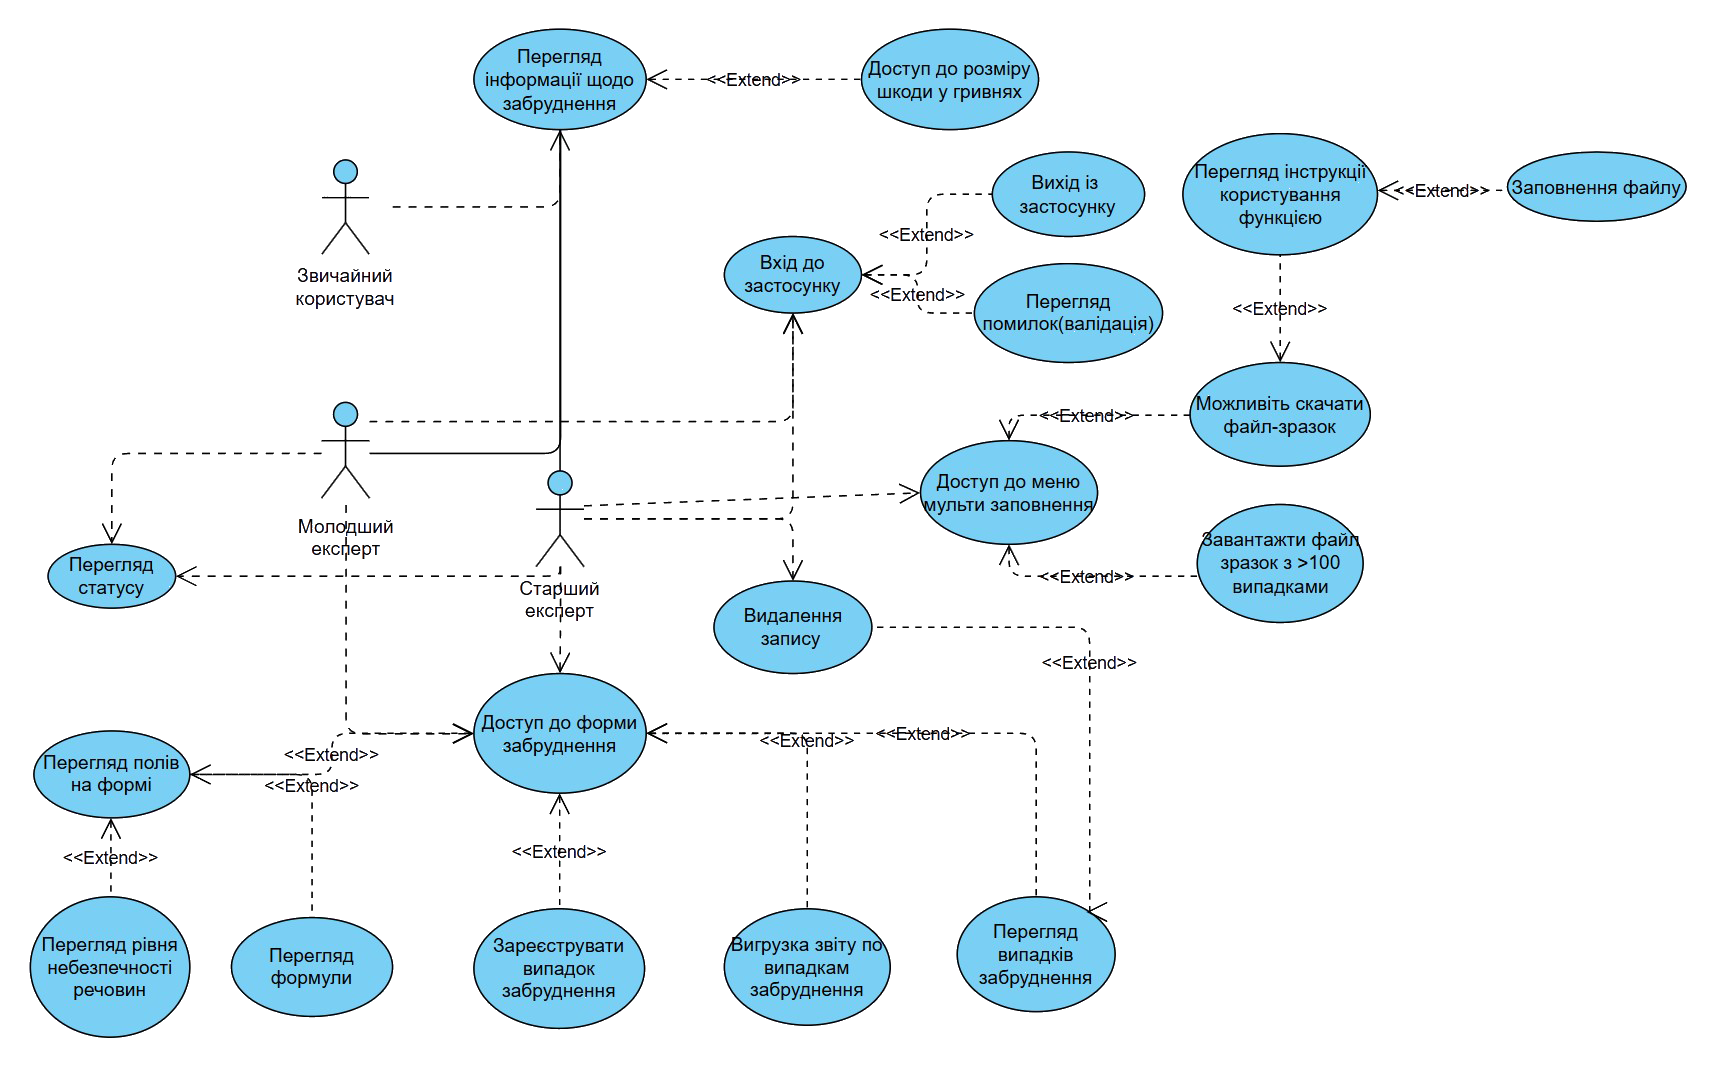 Перегляд
інформації щодо
забруднення
<<Extend>>
Доступ до розміру
шкоди у гривнях
Звичайний
користувач
Вихід із
застосунку
<<Extend>>
Вхід до
застосунку
<<Extend>>
Перегляд
помилок(валідація)
Перегляд інструкції
користування
функцією
<<Extend>>
Заповнення файлу
<<Extend>>
Можливіть скачати
файл-зразок
<<Extend>>
Доступ до меню
мульти заповнення
Завантажти файл
зразок з >100
випадками
<<Extend>>
Молодший
експерт
Старший
експерт
Перегляд
статусу
Видалення
запису
<<Extend>>
Доступ до форми
забруднення
<<Extend>>
<<Extend>>
<<Extend>>
<<Extend>>
Перегляд полів
на формі
<<Extend>>
<<Extend>>
Перегляд рівня
небезпечності
речовин
Перегляд
формули
Зареєструвати
випадок
забруднення
Вигрузка звіту по
випадкам
забруднення
Перегляд
випадків
забруднення